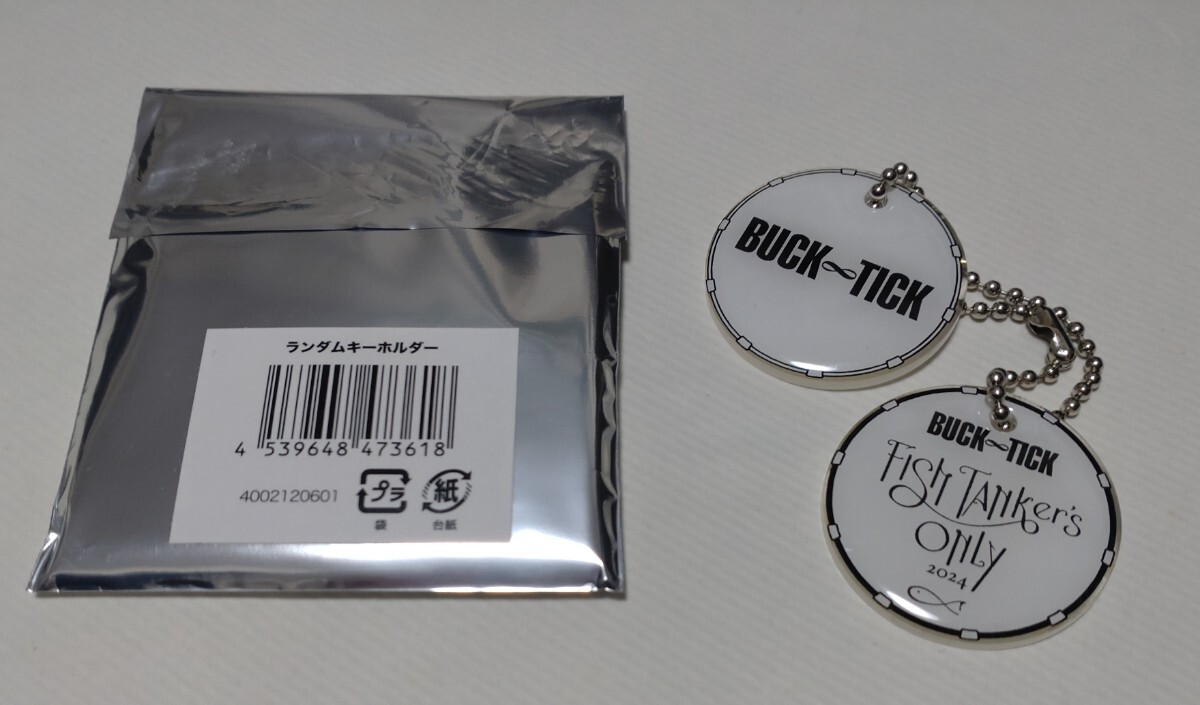 ランダムキーホルダー
4 539648 473618
4002120601
プラ
紙
袋
台紙
BUCK∞TICK
BUCK∞TICK
FISH TANKer's
ONLY
2024